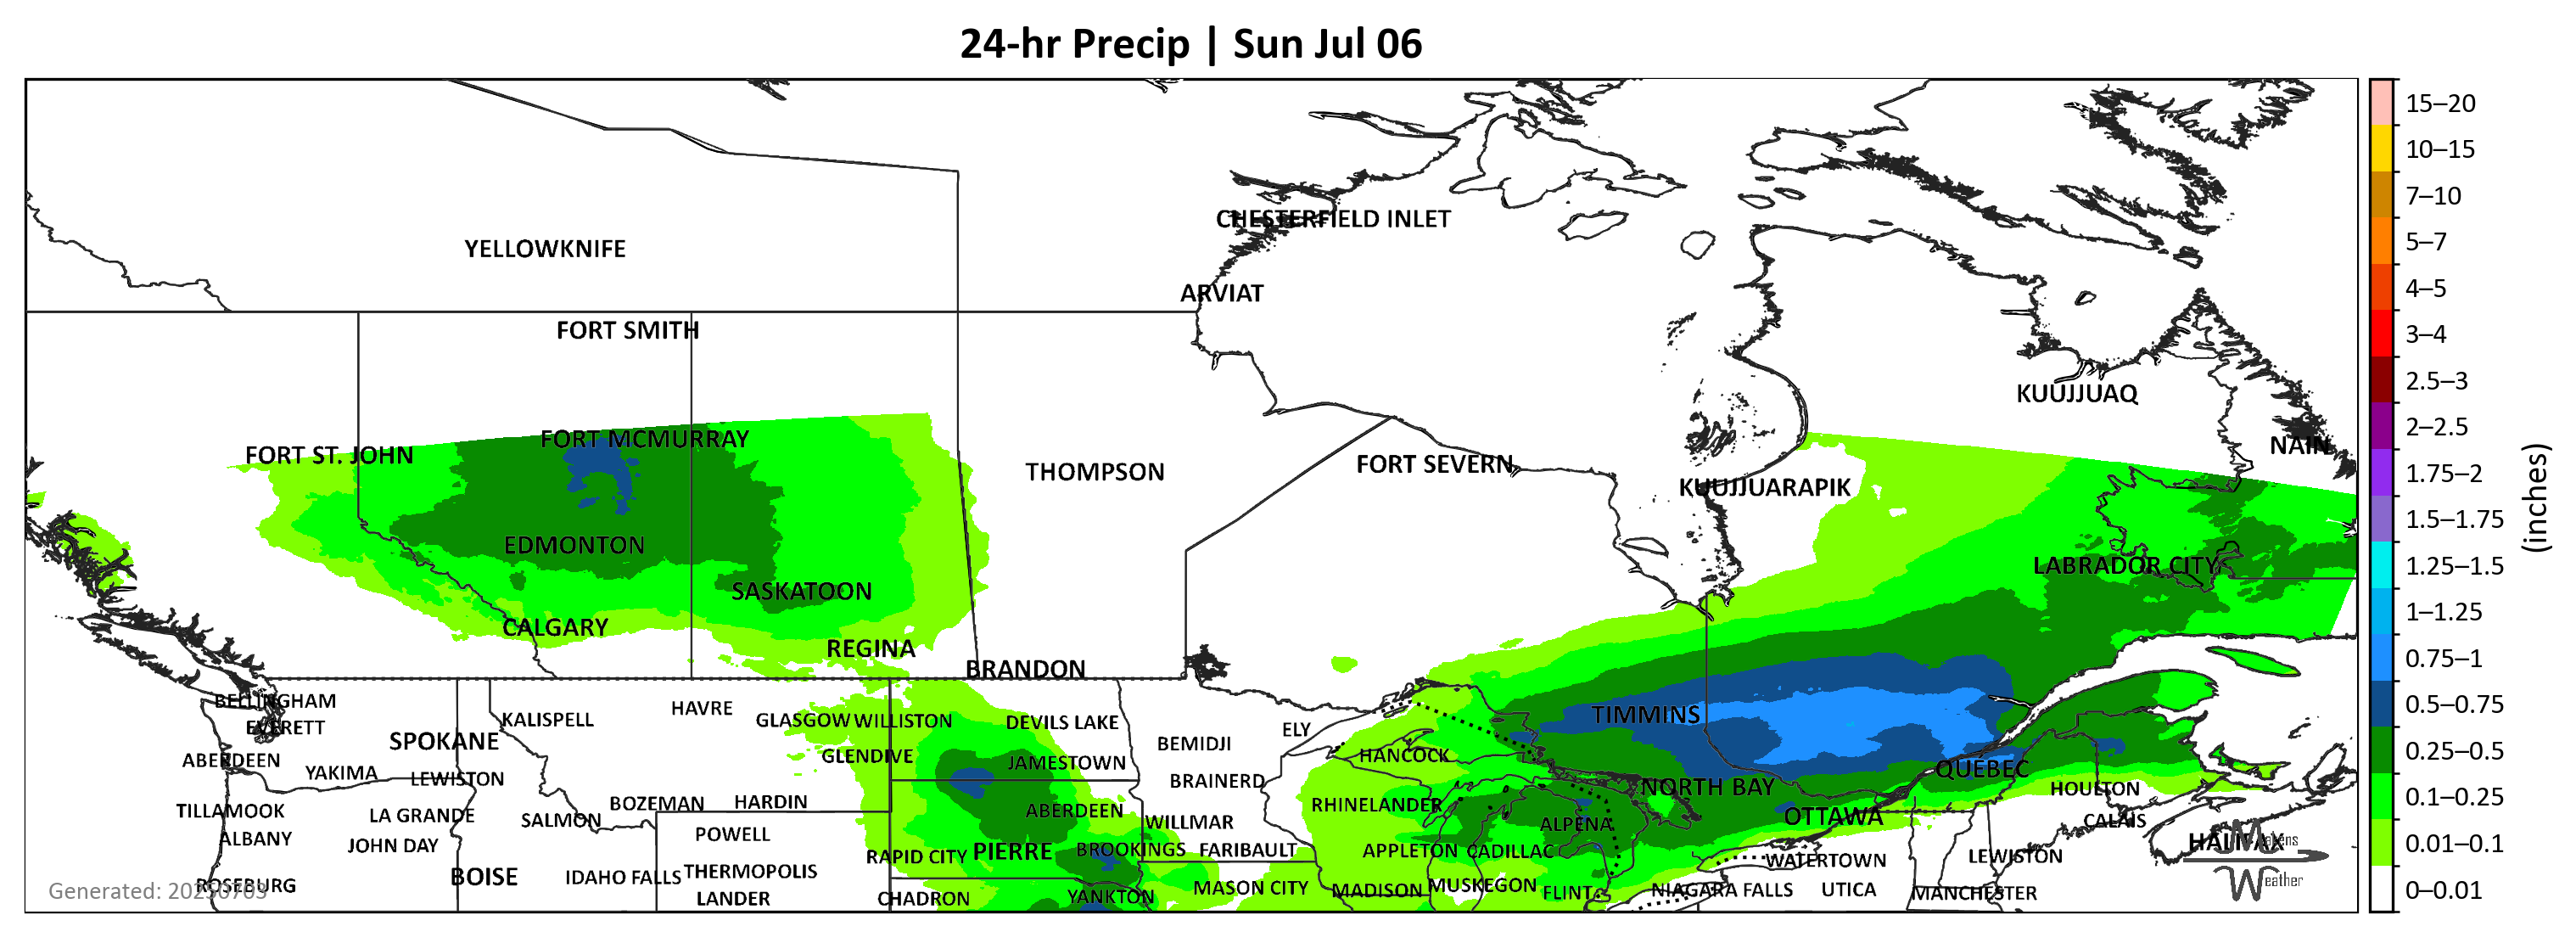 24-hr Precip | Sun Jul 06
15–20
10–15
7–10
5–7
4–5
3–4
2.5–3
2–2.5
1.75–2
1.5–1.75
1.25–1.5
1–1.25
0.75–1
0.5–0.75
0.25–0.5
0.1–0.25
0.01–0.1
0–0.01
(inches)
CHESTERFIELD INLET
YELLOWKNIFE
ARVIAT
FORT SMITH
KUUJJUAQ
FORT MCMURRAY
NAIN
FORT ST. JOHN
THOMPSON
FORT SEVERN
KUUJJUARAPIK
EDMONTON
LABRADOR CITY
SASKATOON
CALGARY
REGINA
BRANDON
BELLINGHAM
HAVRE
KALISPELL
GLASGOW
WILLISTON
DEVILS LAKE
TIMMINS
EVERETT
ELY
SPOKANE
BEMIDJI
ABERDEEN
GLENDIVE
JAMESTOWN
HANCOCK
QUEBEC
YAKIMA
LEWISTON
BRAINERD
NORTH BAY
HOULTON
BOZEMAN
HARDIN
RHINELANDER
TILLAMOOK
LA GRANDE
SALMON
ABERDEEN
WILLMAR
ALPENA
OTTAWA
CALAIS
ALBANY
JOHN DAY
POWELL
HALIFAX
RAPID CITY
PIERRE
BROOKINGS
FARIBAULT
APPLETON
CADILLAC
WATERTOWN
LEWISTON
BOISE
IDAHO FALLS
THERMOPOLIS
ROSEBURG
MASON CITY
MADISON
MUSKEGON
FLINT
NIAGARA FALLS
UTICA
MANCHESTER
LANDER
CHADRON
YANKTON
Generated: 20250703
Makens
Weather